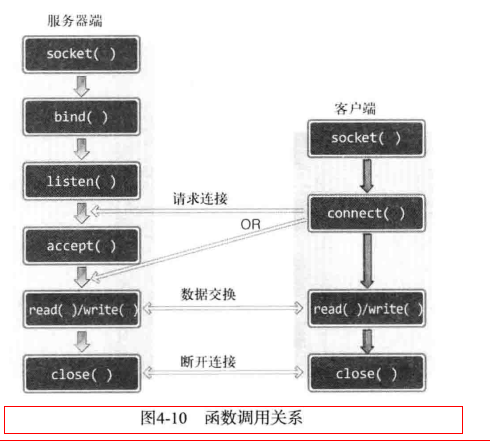 服务器端
socket( )
bind( )
客户端
socket( )
listen( )
请求连接
connect( )
OR
accept( )
数据交换
read( )/write( )
read( )/write( )
断开连接
close( )
close( )
图4-10 函数调用关系